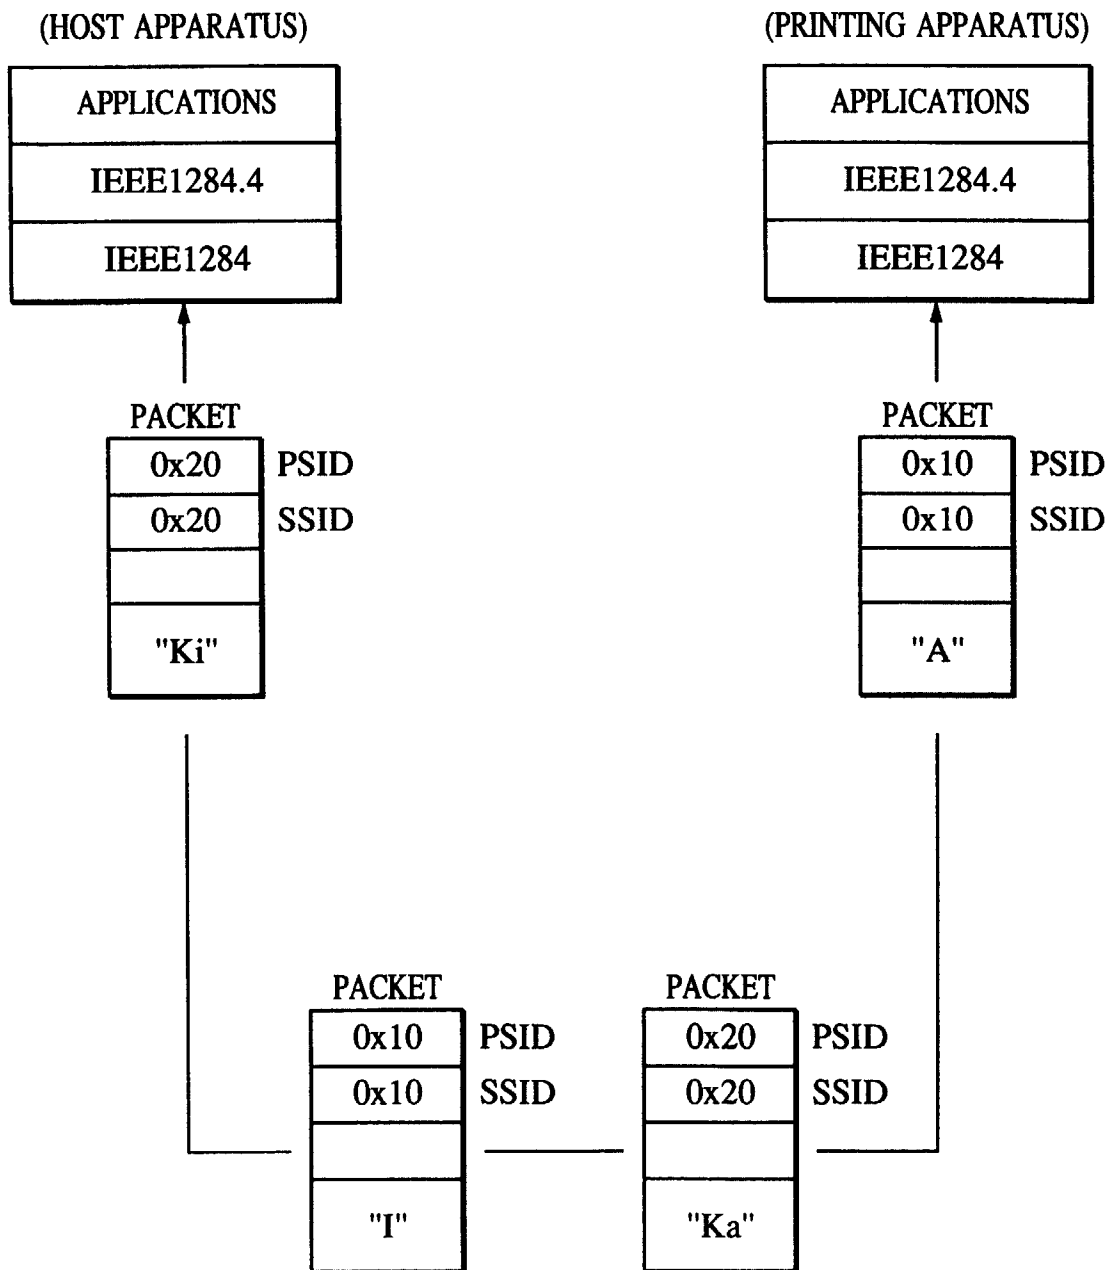 (HOST APPARATUS)
APPLICATIONS
IEEE1284.4
IEEE1284
(PRINTING APPARATUS)
APPLICATIONS
IEEE1284.4
IEEE1284
PACKET
0x20 PSID
0x20 SSID
"Ki"
PACKET
0x10 PSID
0x10 SSID
"A"
PACKET
0x10 PSID
0x10 SSID
"I"
PACKET
0x20 PSID
0x20 SSID
"Ka"